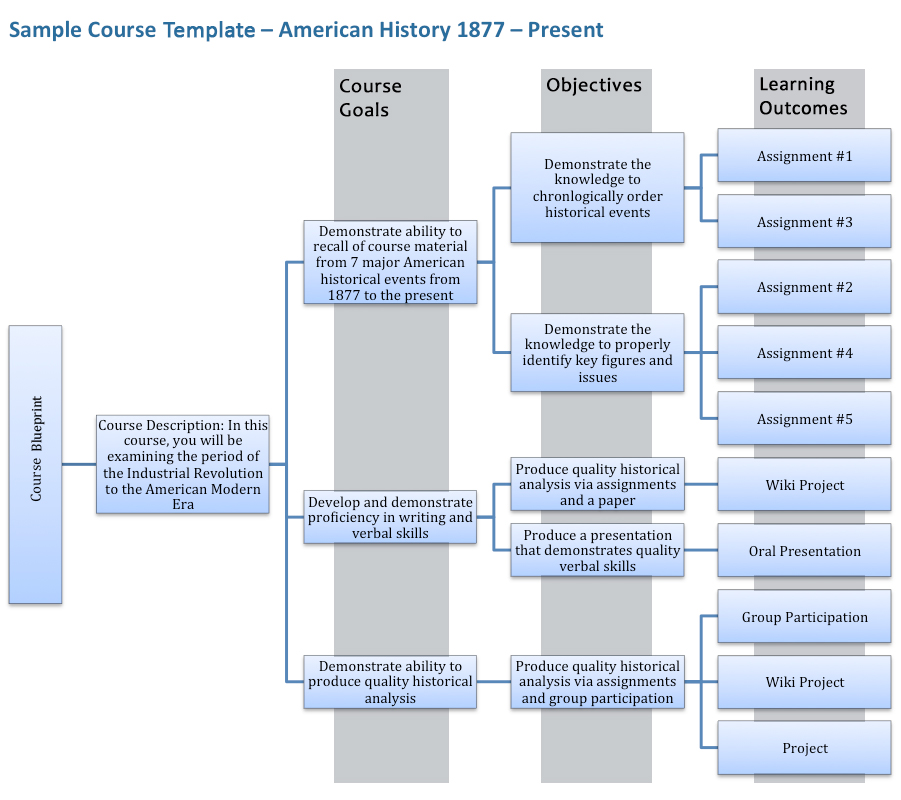 Sample Course Template – American History 1877 – Present
Course
Goals
Objectives
Learning
Outcomes
Course Blueprint
Course Description: In this
course, you will be
examining the period of
the Industrial Revolution
to the American Modern
Era
Demonstrate ability to
recall of course material
from 7 major American
historical events from
1877 to the present
Demonstrate the
knowledge to
chronlogically order
historical events
Assignment #1
Assignment #3
Demonstrate the
knowledge to properly
identify key figures and
issues
Assignment #2
Assignment #4
Assignment #5
Develop and demonstrate
proficiency in writing and
verbal skills
Produce quality historical
analysis via assignments
and a paper
Wiki Project
Produce a presentation
that demonstrates quality
verbal skills
Oral Presentation
Demonstrate ability to
produce quality historical
analysis
Produce quality historical
analysis via assignments
and group participation
Group Participation
Wiki Project
Project